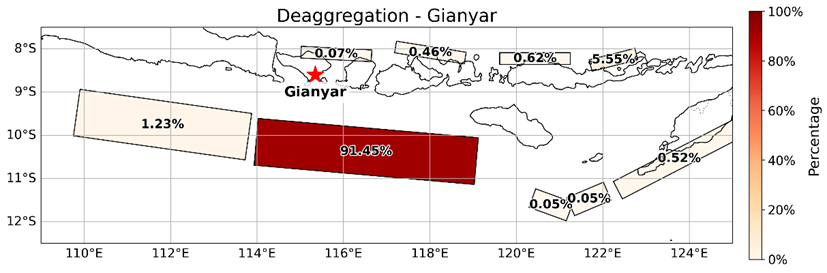 Deaggregation - Gianyar
100%
8°S
0.07%
0.46%
0.62%
5.55%
Gianyar
80%
9°S
1.23%
10°S
91.45%
0.52%
60%
Percentage
40%
11°S
0.05%
0.05%
20%
12°S
0%
110°E
112°E
114°E
116°E
118°E
120°E
122°E
124°E